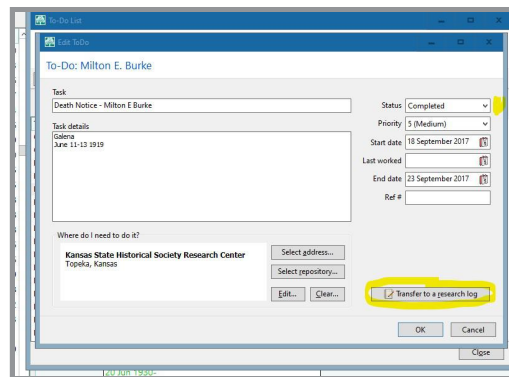 To-Do List
Edit ToDo
To-Do: Milton E. Burke
Task
Death Notice - Milton E Burke
Task details
Galena
June 11-13 1919
Status Completed
Priority 5 (Medium)
Start date 18 September 2017
Last worked
End date 23 September 2017
Ref #
Where do I need to do it?
Kansas State Historical Society Research Center
Topeka, Kansas
Select address...
Select repository...
Edit... Clear...
Transfer to a research log
OK Cancel
Close
20 Jun 1930-